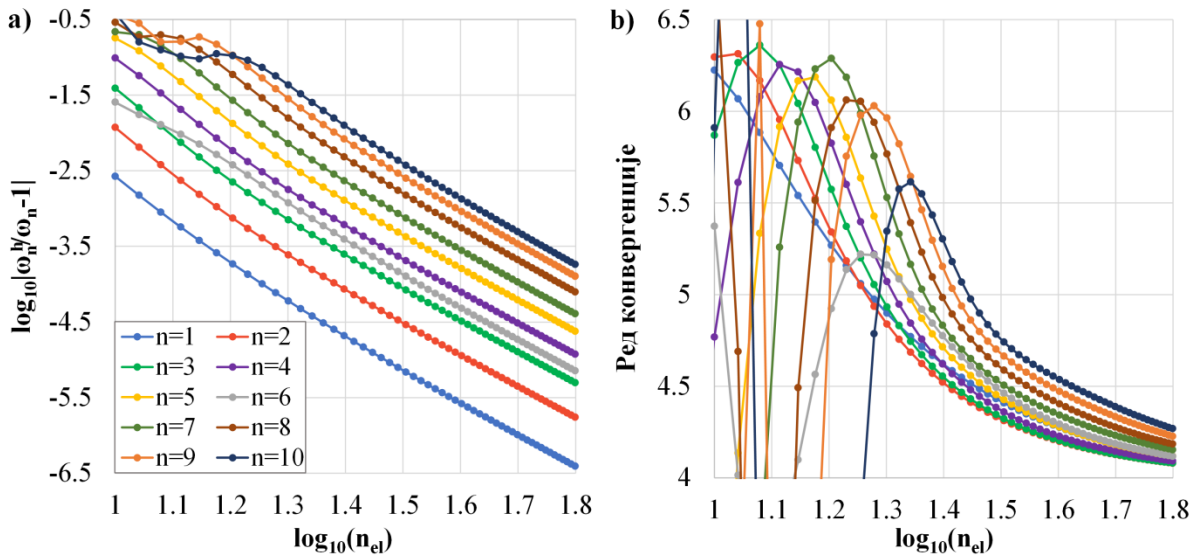 a)
-0.5
-1.5
-2.5
-3.5
-4.5
-5.5
-6.5
log₁₀|ωₙʰ/ωₙ-1|
n=1 n=2
n=3 n=4
n=5 n=6
n=7 n=8
n=9 n=10
1 1.1 1.2 1.3 1.4 1.5 1.6 1.7 1.8
log₁₀(nₑₗ)
b)
6.5
6
5.5
5
4.5
4
Ред конвергенције
1 1.1 1.2 1.3 1.4 1.5 1.6 1.7 1.8
log₁₀(nₑₗ)